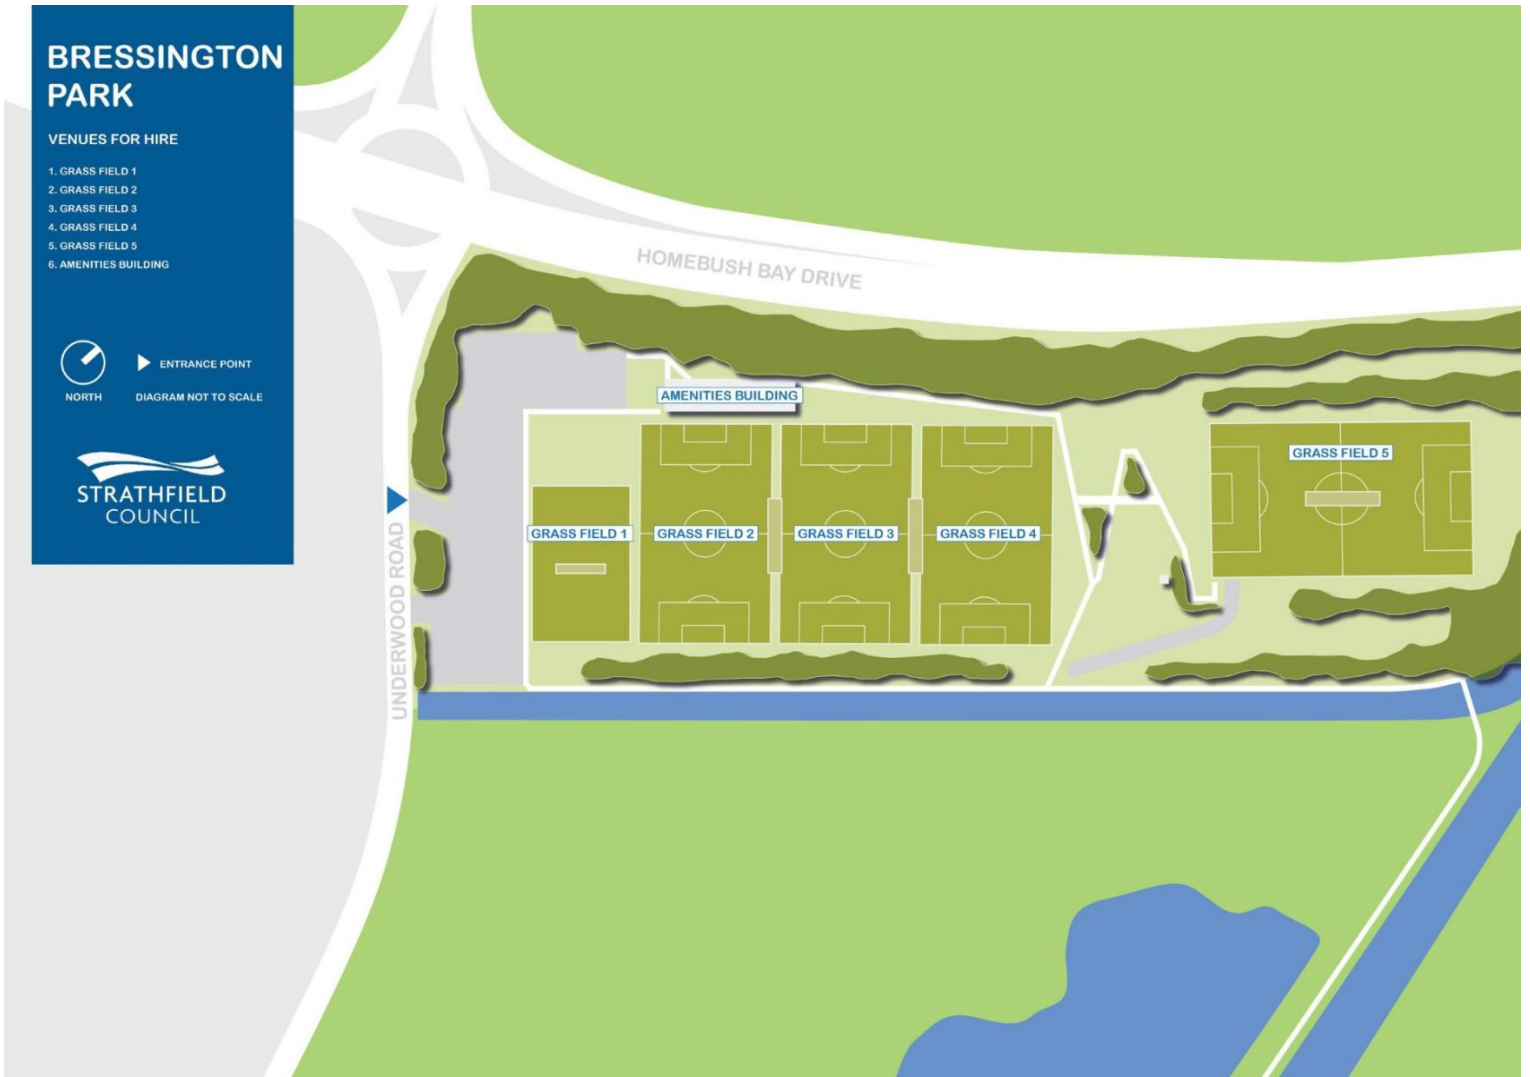 BRESSINGTON
PARK
VENUES FOR HIRE
1. GRASS FIELD 1
2. GRASS FIELD 2
3. GRASS FIELD 3
4. GRASS FIELD 4
5. GRASS FIELD 5
6. AMENITIES BUILDING
ENTRANCE POINT
NORTH
DIAGRAM NOT TO SCALE
STRATHFIELD
COUNCIL
HOMEBUSH BAY DRIVE
AMENITIES BUILDING
GRASS FIELD 5
GRASS FIELD 1
GRASS FIELD 2
GRASS FIELD 3
GRASS FIELD 4
UNDERWOOD ROAD